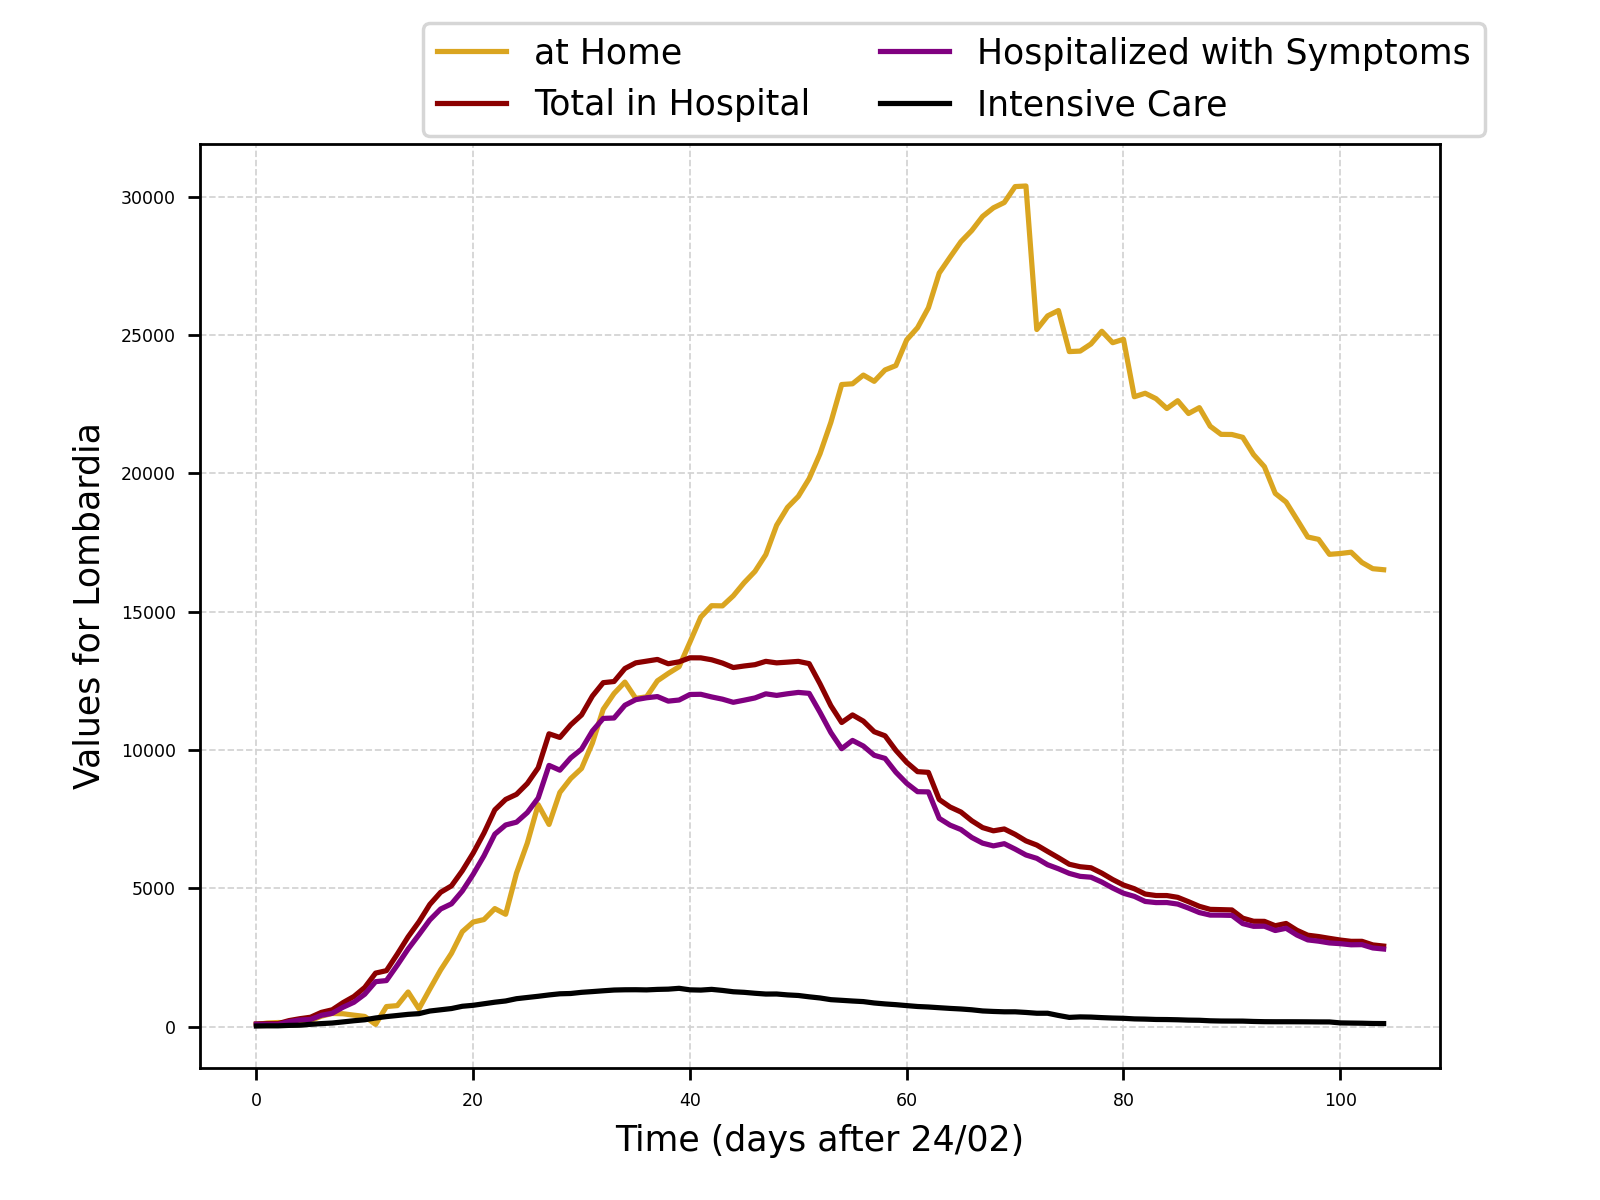 at Home
Total in Hospital
Hospitalized with Symptoms
Intensive Care
Values for Lombardia
30000
25000
20000
15000
10000
5000
0
0 20 40 60 80 100
Time (days after 24/02)